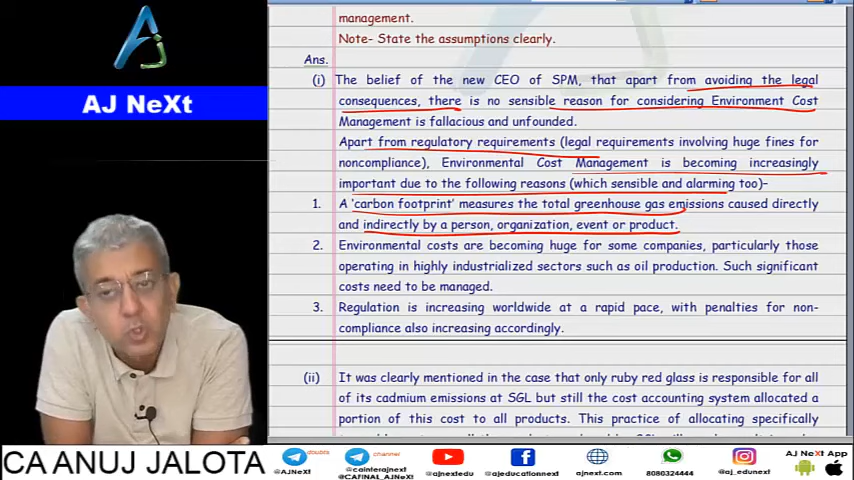 management.
Note- State the assumptions clearly.
Ans.
(i) The belief of the new CEO of SPM, that apart from avoiding the legal
consequences, there is no sensible reason for considering Environment Cost
Management is fallacious and unfounded.
Apart from regulatory requirements (legal requirements involving huge fines for
noncompliance), Environmental Cost Management is becoming increasingly
important due to the following reasons (which sensible and alarming too)-
1. A 'carbon footprint' measures the total greenhouse gas emissions caused directly
and indirectly by a person, organization, event or product.
2. Environmental costs are becoming huge for some companies, particularly those
operating in highly industrialized sectors such as oil production. Such significant
costs need to be managed.
3. Regulation is increasing worldwide at a rapid pace, with penalties for non-
compliance also increasing accordingly.
(ii) It was clearly mentioned in the case that only ruby red glass is responsible for all
of its cadmium emissions at SGL but still the cost accounting system allocated a
portion of this cost to all products. This practice of allocating specifically
AJ NeXt
CA ANUJ JALOTA
doubts
@AJNeXt
channel
@cainterajnext
@CAFINAL_AJNeXt
@ajnextedu
@ajeducationnext
ajnext.com
8080324444
@aj_edunext
AJ NeXt App